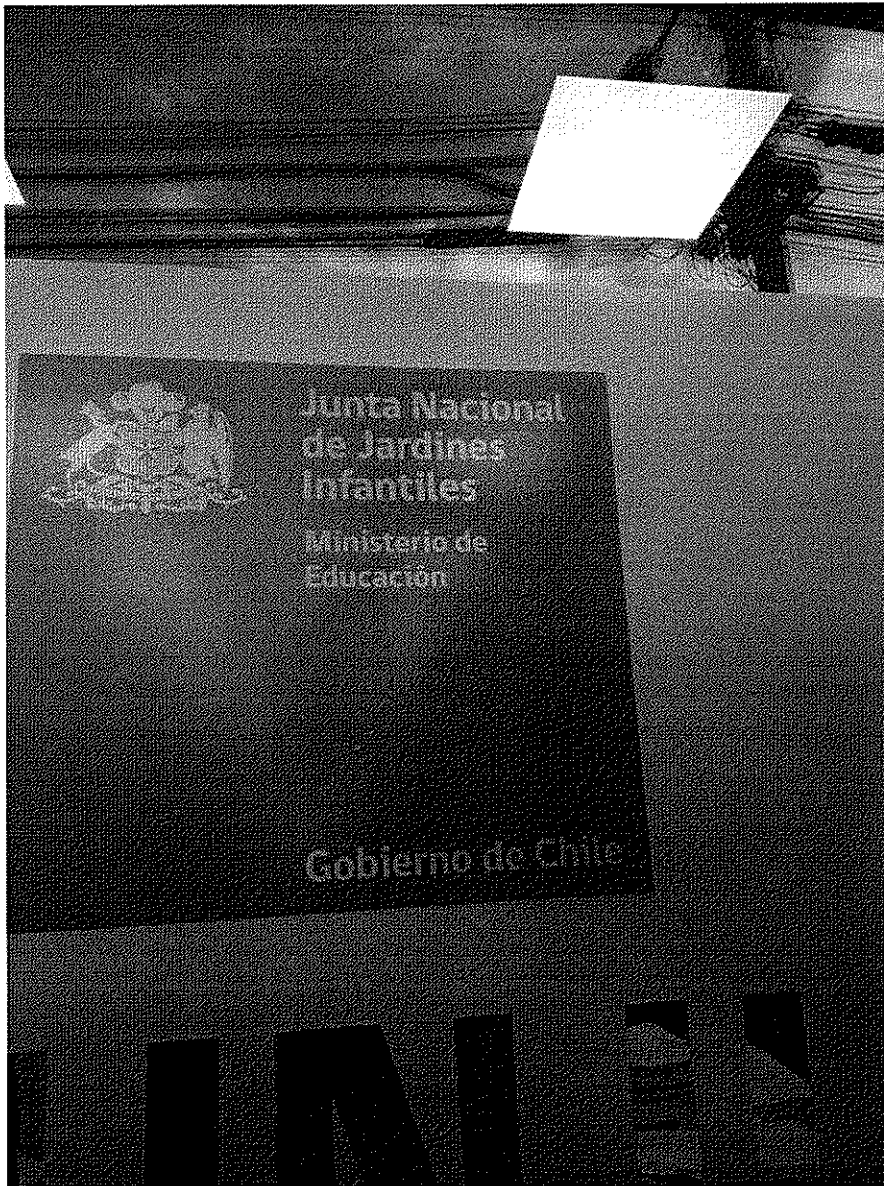 Junta Nacional
de Jardines
Infantiles
Ministerio de
Educación
Gobierno de Chile